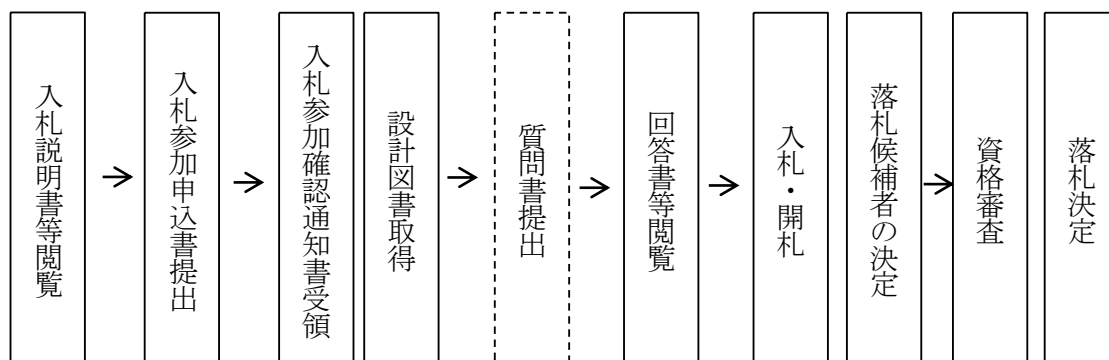 入札説明書等閲覧
入札参加申込書提出
入札参加確認通知書受領
設計図書取得
質問書提出
回答書等閲覧
入札・開札
落札候補者の決定
資格審査
落札決定